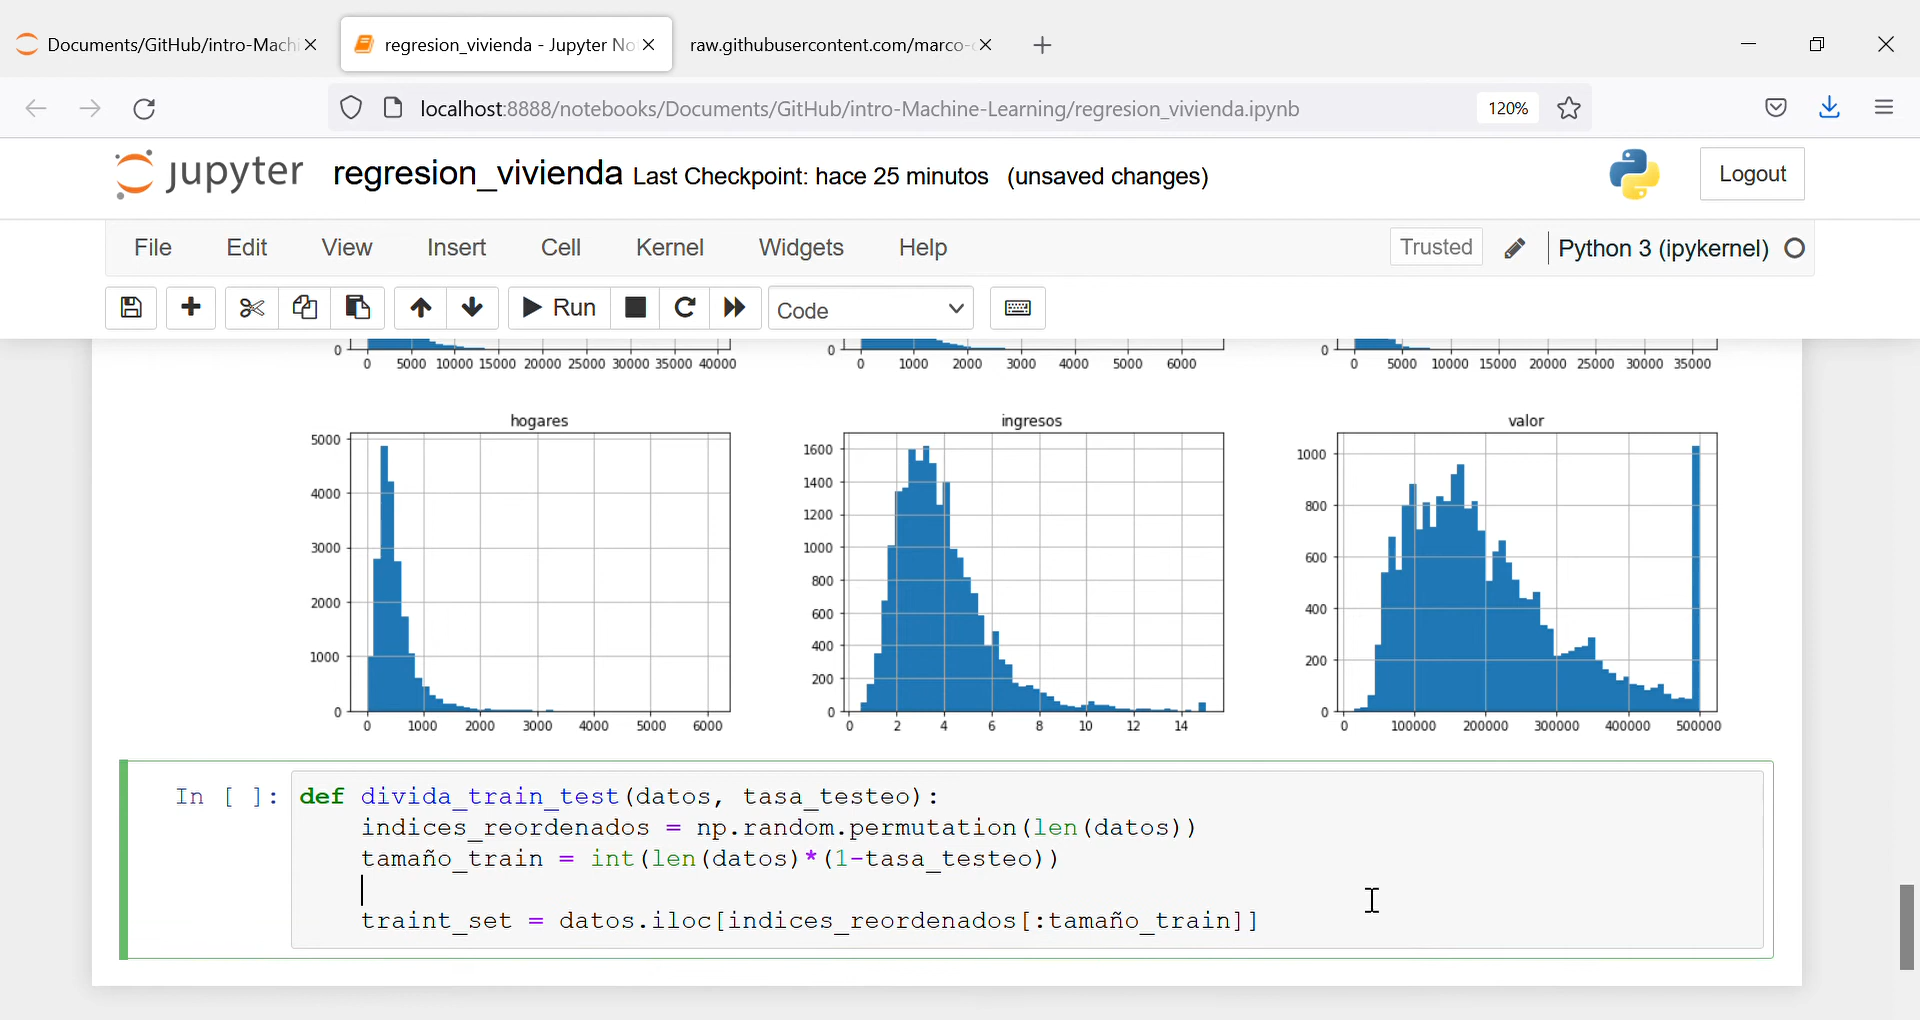 Documents/GitHub/intro-Machi
regresion_vivienda - Jupyter No
raw.githubusercontent.com/marco-
localhost:8888/notebooks/Documents/GitHub/intro-Machine-Learning/regresion_vivienda.ipynb
120%
jupyter regresion_vivienda Last Checkpoint: hace 25 minutos (unsaved changes)
Logout
File Edit View Insert Cell Kernel Widgets Help
Trusted Python 3 (ipykernel)
Run Code
0 0 0
0 5000 10000 15000 20000 25000 30000 35000 40000
0 1000 2000 3000 4000 5000 6000
0 5000 10000 15000 20000 25000 30000 35000
hogares
5000
4000
3000
2000
1000
0
0 1000 2000 3000 4000 5000 6000
ingresos
1600
1400
1200
1000
800
600
400
200
0
0 2 4 6 8 10 12 14
valor
1000
800
600
400
200
0
0 100000 200000 300000 400000 500000
In [ ]: def divida_train_test(datos, tasa_testeo):
indices_reordenados = np.random.permutation(len(datos))
tamaño_train = int(len(datos)*(1-tasa_testeo))
traint_set = datos.iloc[indices_reordenados[:tamaño_train]]